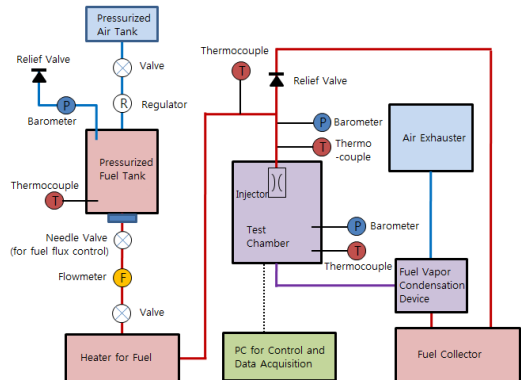 Pressurized
Air Tank
Relief Valve
Valve
P
Barometer
R
Regulator
Pressurized
Fuel Tank
Thermocouple
T
Needle Valve
(for fuel flux control)
Flowmeter
F
Valve
Heater for Fuel
Thermocouple
T
Relief Valve
P
Barometer
T
Thermo
-couple
Injector
Test
Chamber
P
Barometer
T
Thermocouple
PC for Control and
Data Acquisition
Air Exhauster
Fuel Vapor
Condensation
Device
Fuel Collector